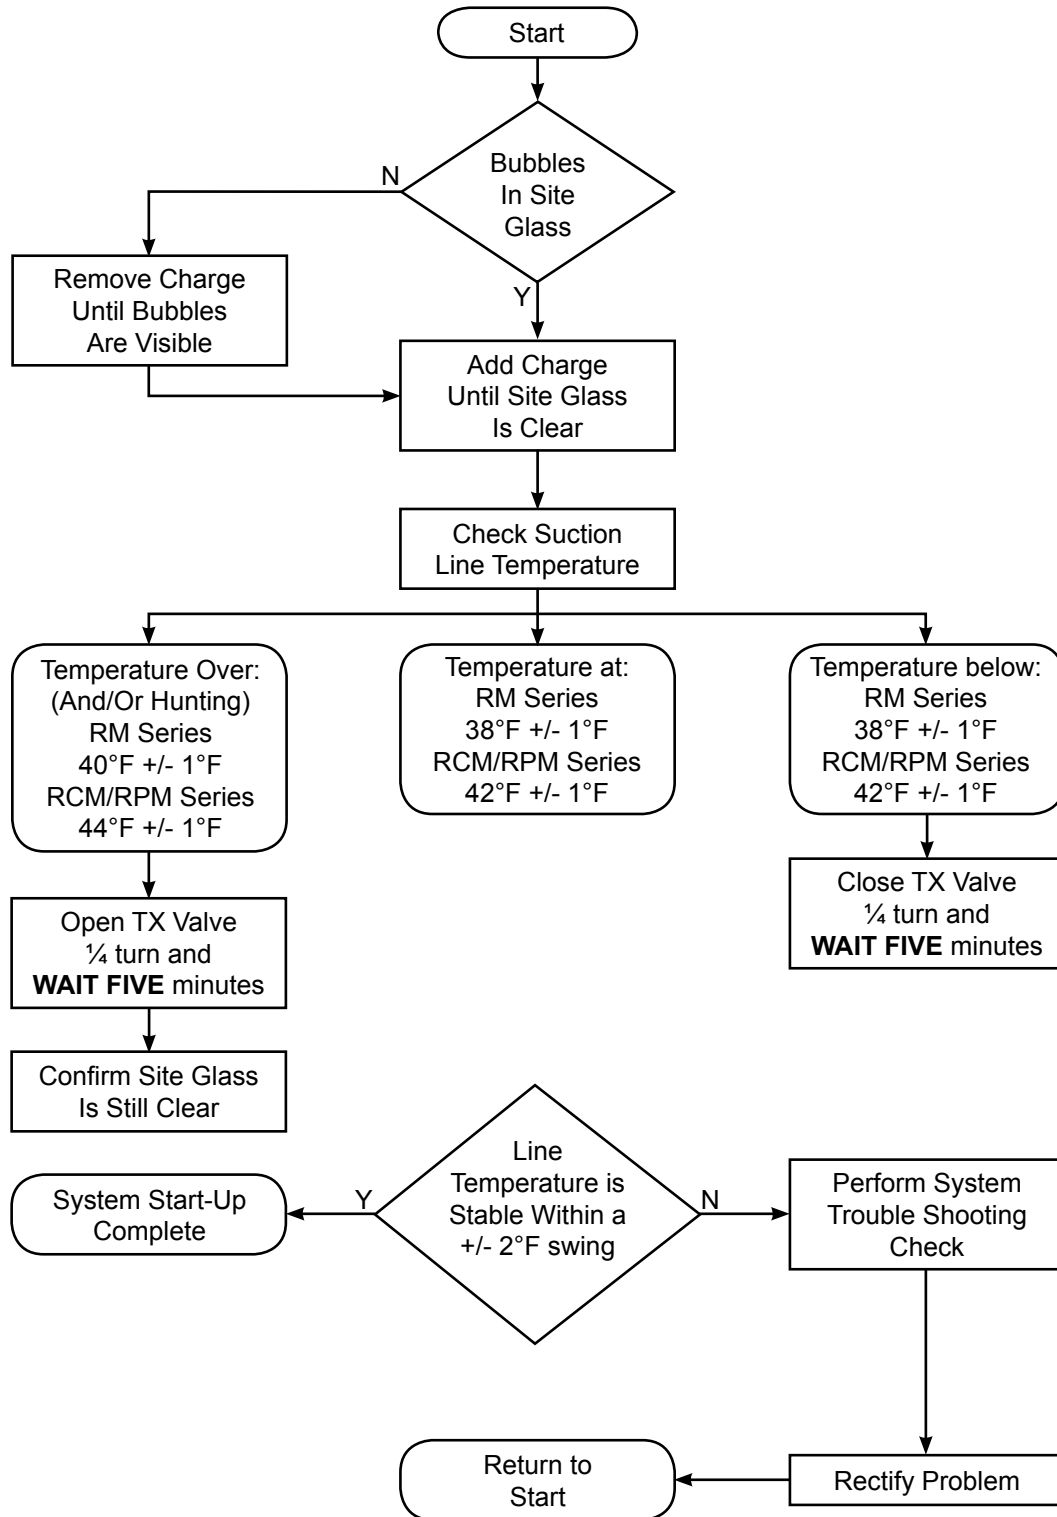 Start
Bubbles
In Site
Glass
N
Y
Remove Charge
Until Bubbles
Are Visible
Add Charge
Until Site Glass
Is Clear
Check Suction
Line Temperature
Temperature Over:
(And/Or Hunting)
RM Series
40°F +/- 1°F
RCM/RPM Series
44°F +/- 1°F
Temperature at:
RM Series
38°F +/- 1°F
RCM/RPM Series
42°F +/- 1°F
Temperature below:
RM Series
38°F +/- 1°F
RCM/RPM Series
42°F +/- 1°F
Open TX Valve
¼ turn and
WAIT FIVE minutes
Close TX Valve
¼ turn and
WAIT FIVE minutes
Confirm Site Glass
Is Still Clear
Line
Temperature is
Stable Within a
+/- 2°F swing
Y
N
System Start-Up
Complete
Perform System
Trouble Shooting
Check
Rectify Problem
Return to
Start